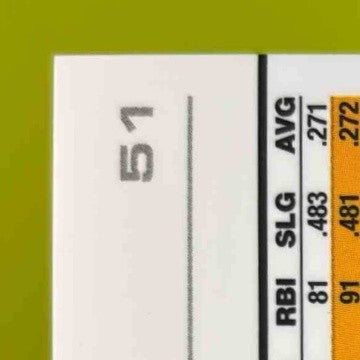 51
RBI SLG AVG
81 .483 .271
91 .481 .272